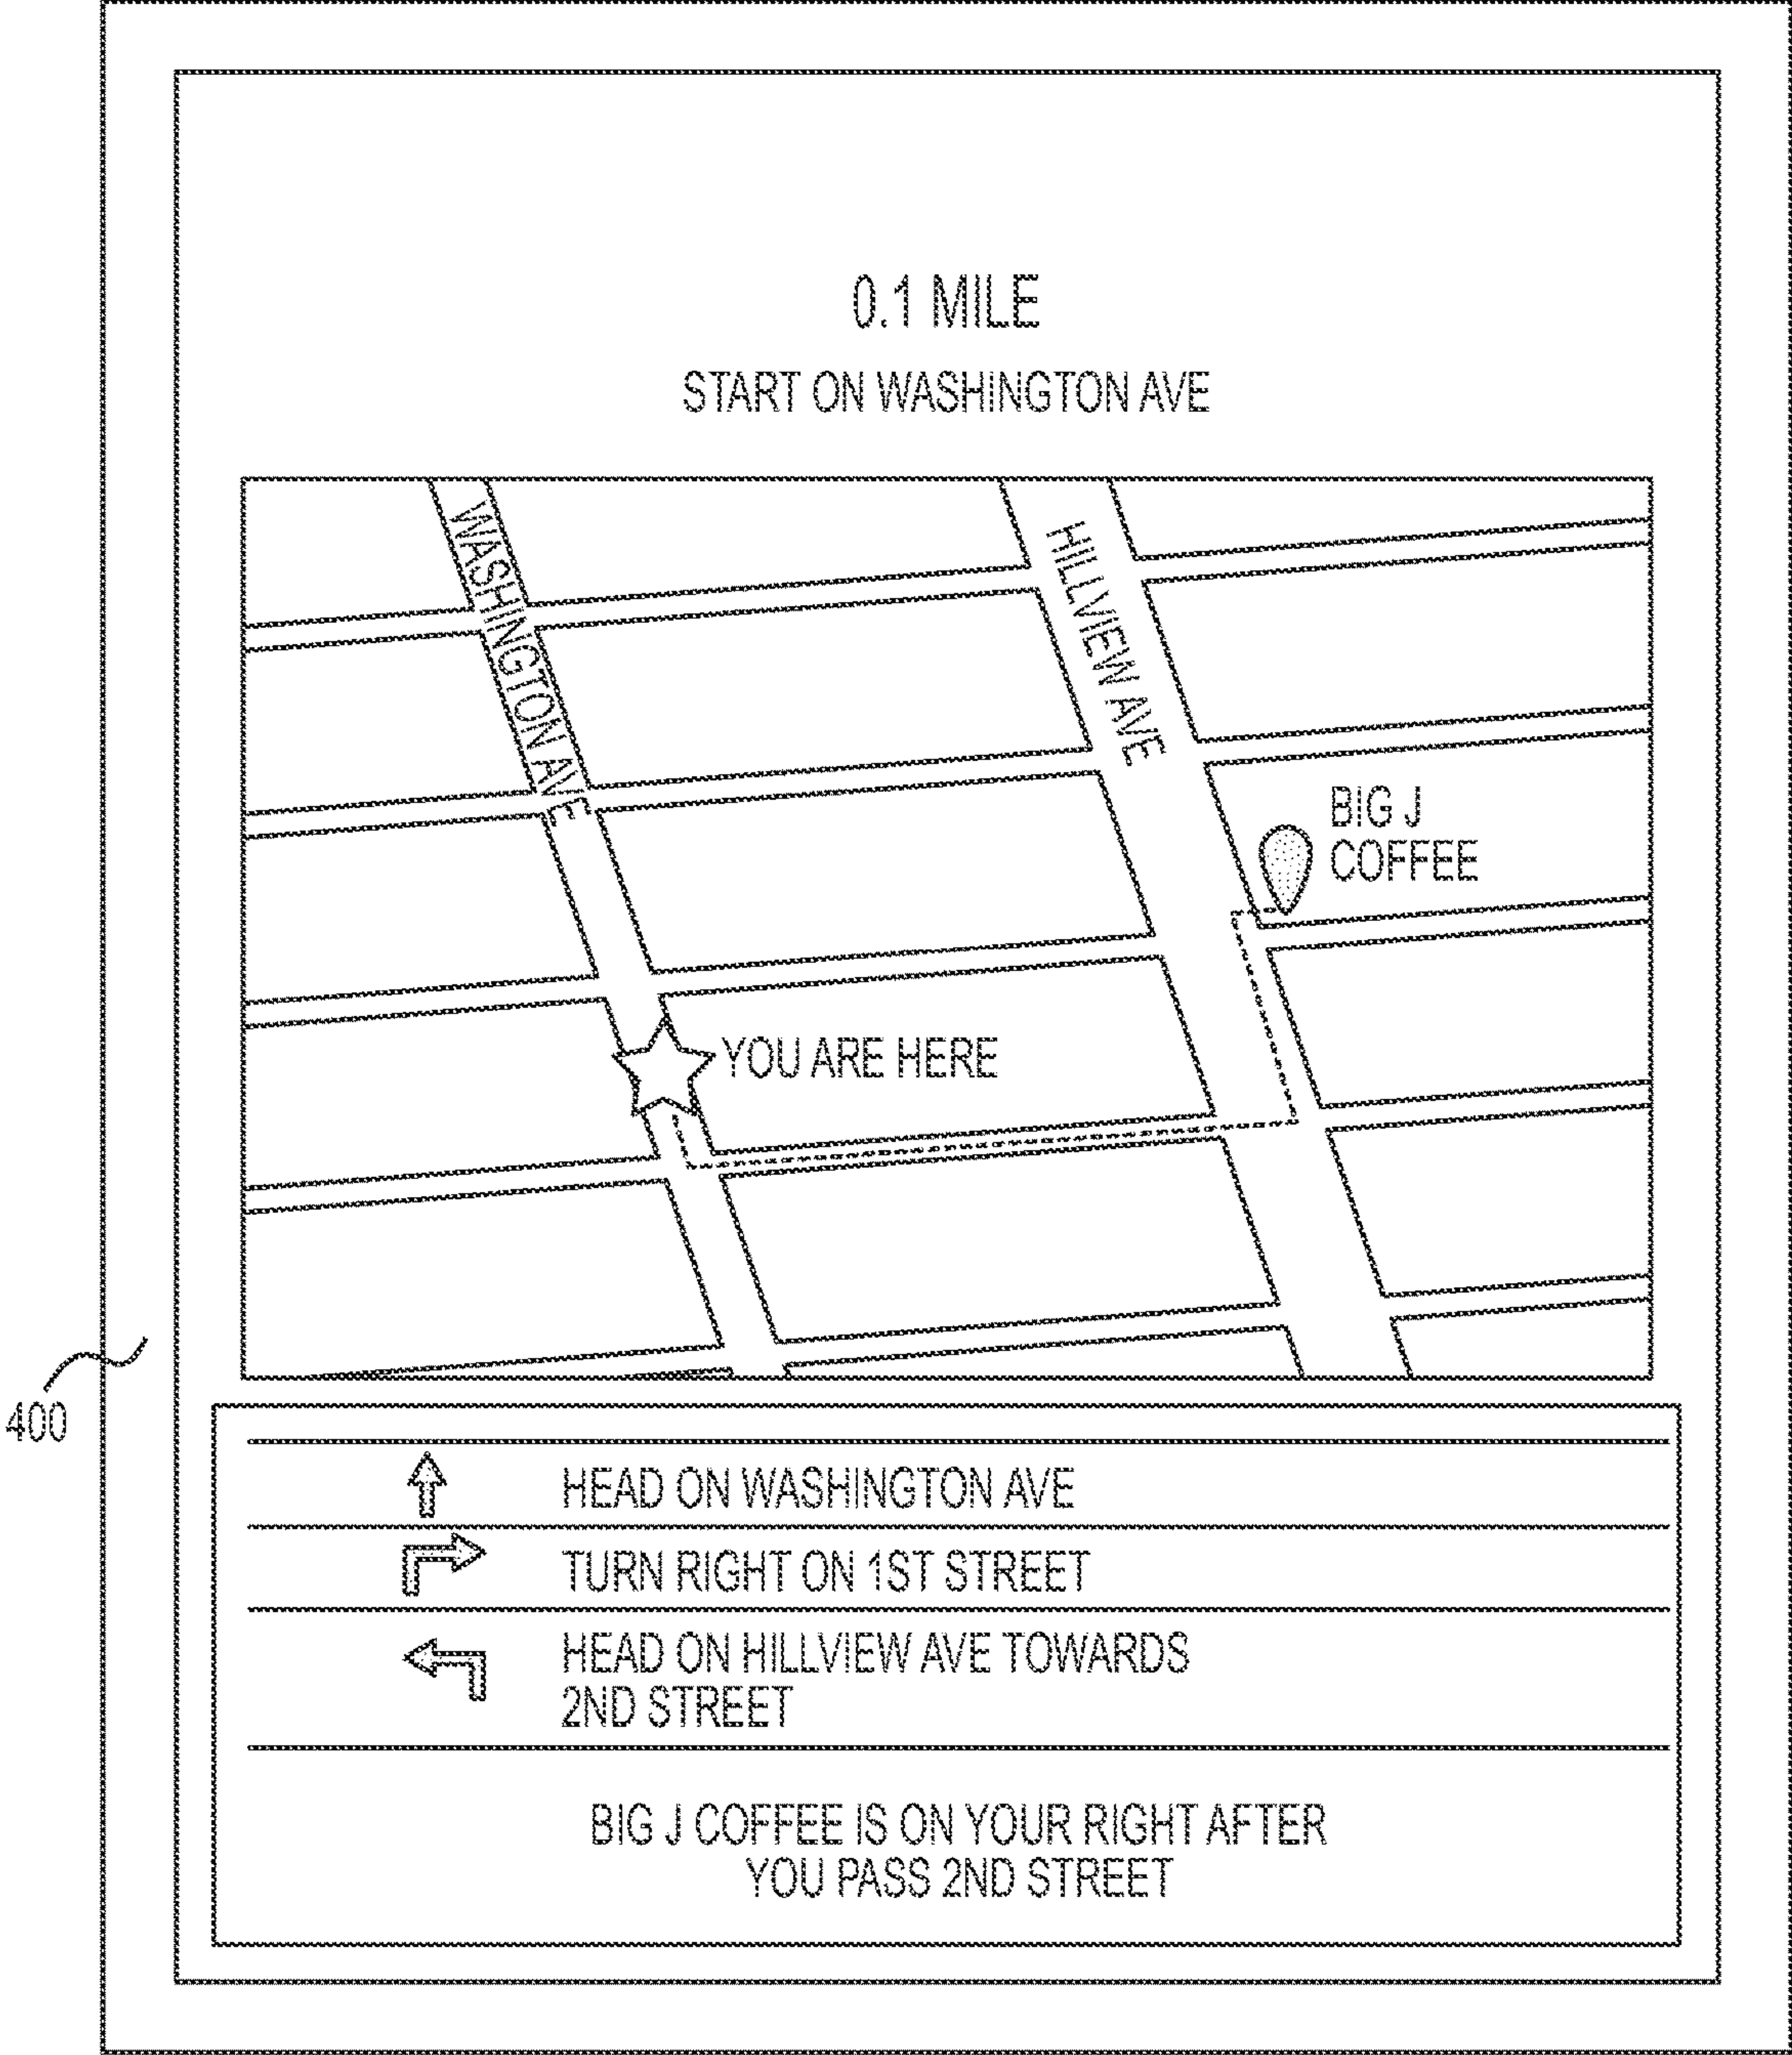 0.1 MILE
START ON WASHINGTON AVE
WASHINGTON AVE
HILLVIEW AVE
BIG J
COFFEE
YOU ARE HERE
400
HEAD ON WASHINGTON AVE
TURN RIGHT ON 1ST STREET
HEAD ON HILLVIEW AVE TOWARDS
2ND STREET
BIG J COFFEE IS ON YOUR RIGHT AFTER
YOU PASS 2ND STREET